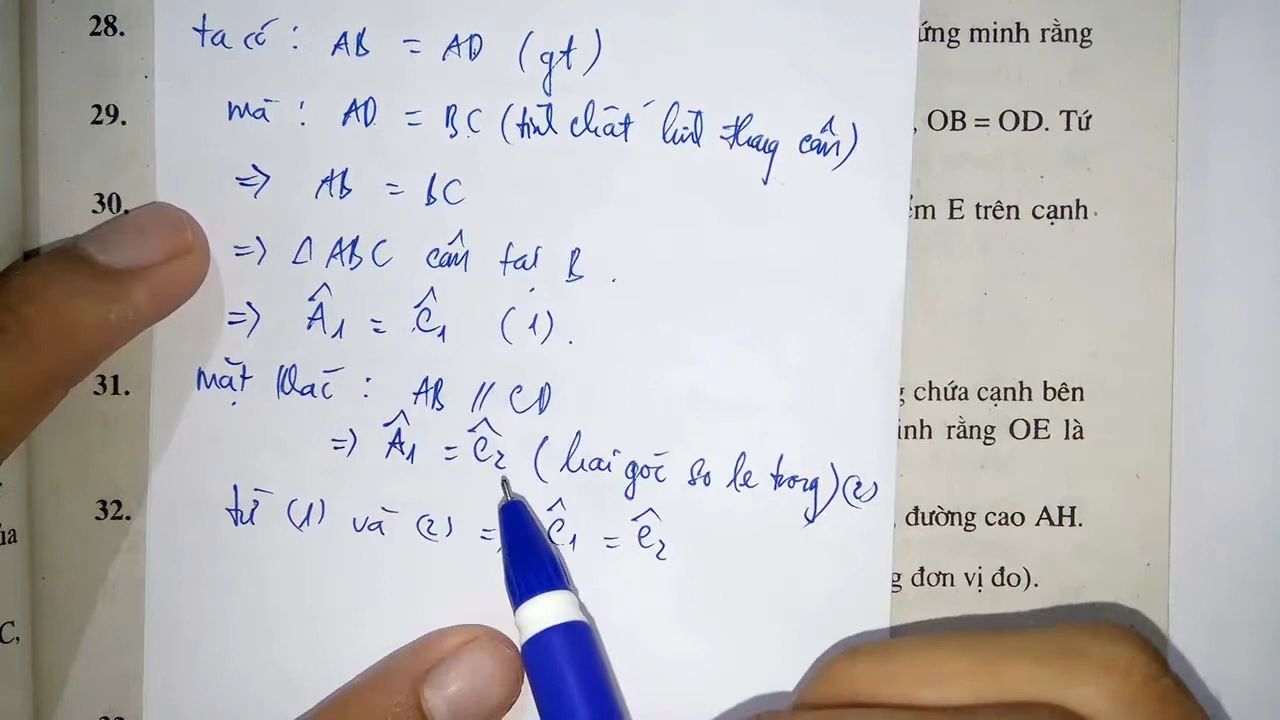 28.
ta có : AB = AD (gt)
ứng minh rằng
29.
mà : AD = BC (tính chất hình thang cân)
, OB = OD. Tứ
=> AB = BC
30.
ểm E trên cạnh
=> Δ ABC cân tại B .
=> Â1 = Ĉ1 (1).
31.
mặt khác : AB // CD
g chứa cạnh bên
=> Â1 = Ĉ2 (hai góc so le trong) (2)
inh rằng OE là
32.
từ (1) và (2) => Ĉ1 = Ĉ2
đường cao AH.
ủa
g đơn vị đo).
C,